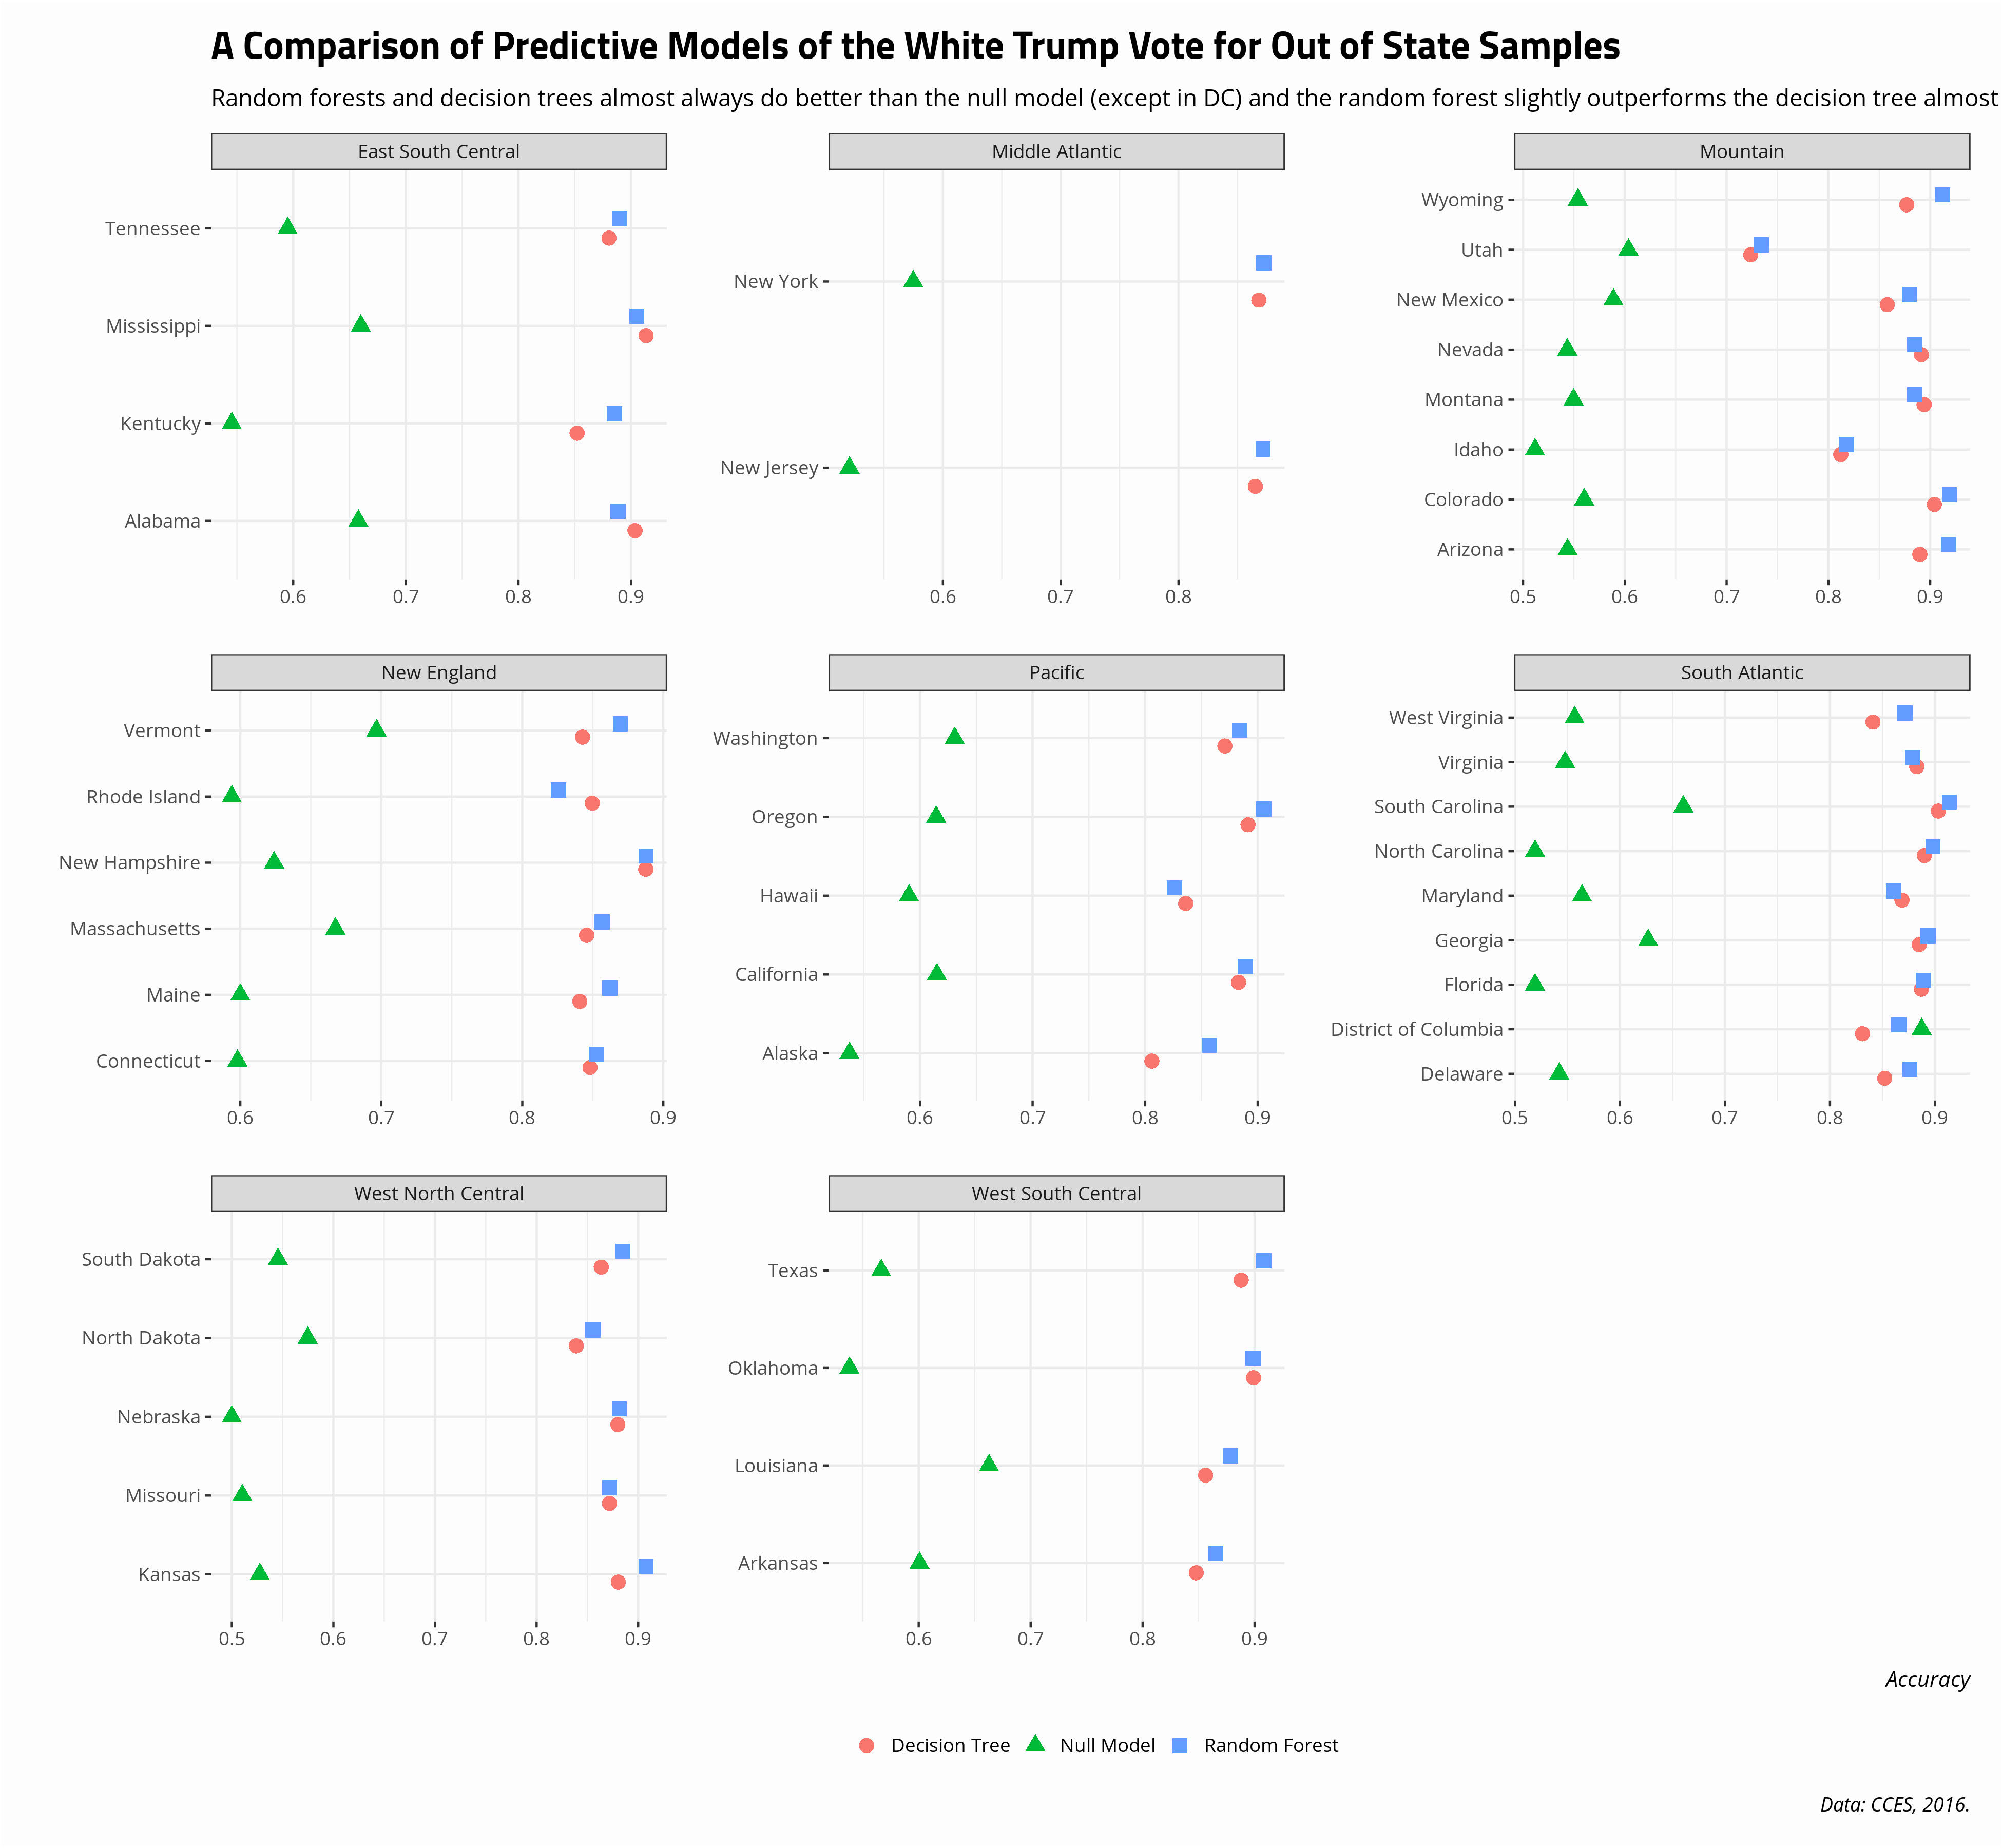 A Comparison of Predictive Models of the White Trump Vote for Out of State Samples
Random forests and decision trees almost always do better than the null model (except in DC) and the random forest slightly outperforms the decision tree almost
East South Central
Tennessee
Mississippi
Kentucky
Alabama
0.6 0.7 0.8 0.9
Middle Atlantic
New York
New Jersey
0.6 0.7 0.8
Mountain
Wyoming
Utah
New Mexico
Nevada
Montana
Idaho
Colorado
Arizona
0.5 0.6 0.7 0.8 0.9
New England
Vermont
Rhode Island
New Hampshire
Massachusetts
Maine
Connecticut
0.6 0.7 0.8 0.9
Pacific
Washington
Oregon
Hawaii
California
Alaska
0.6 0.7 0.8 0.9
South Atlantic
West Virginia
Virginia
South Carolina
North Carolina
Maryland
Georgia
Florida
District of Columbia
Delaware
0.5 0.6 0.7 0.8 0.9
West North Central
South Dakota
North Dakota
Nebraska
Missouri
Kansas
0.5 0.6 0.7 0.8 0.9
West South Central
Texas
Oklahoma
Louisiana
Arkansas
0.6 0.7 0.8 0.9
Accuracy
Decision Tree Null Model Random Forest
Data: CCES, 2016.